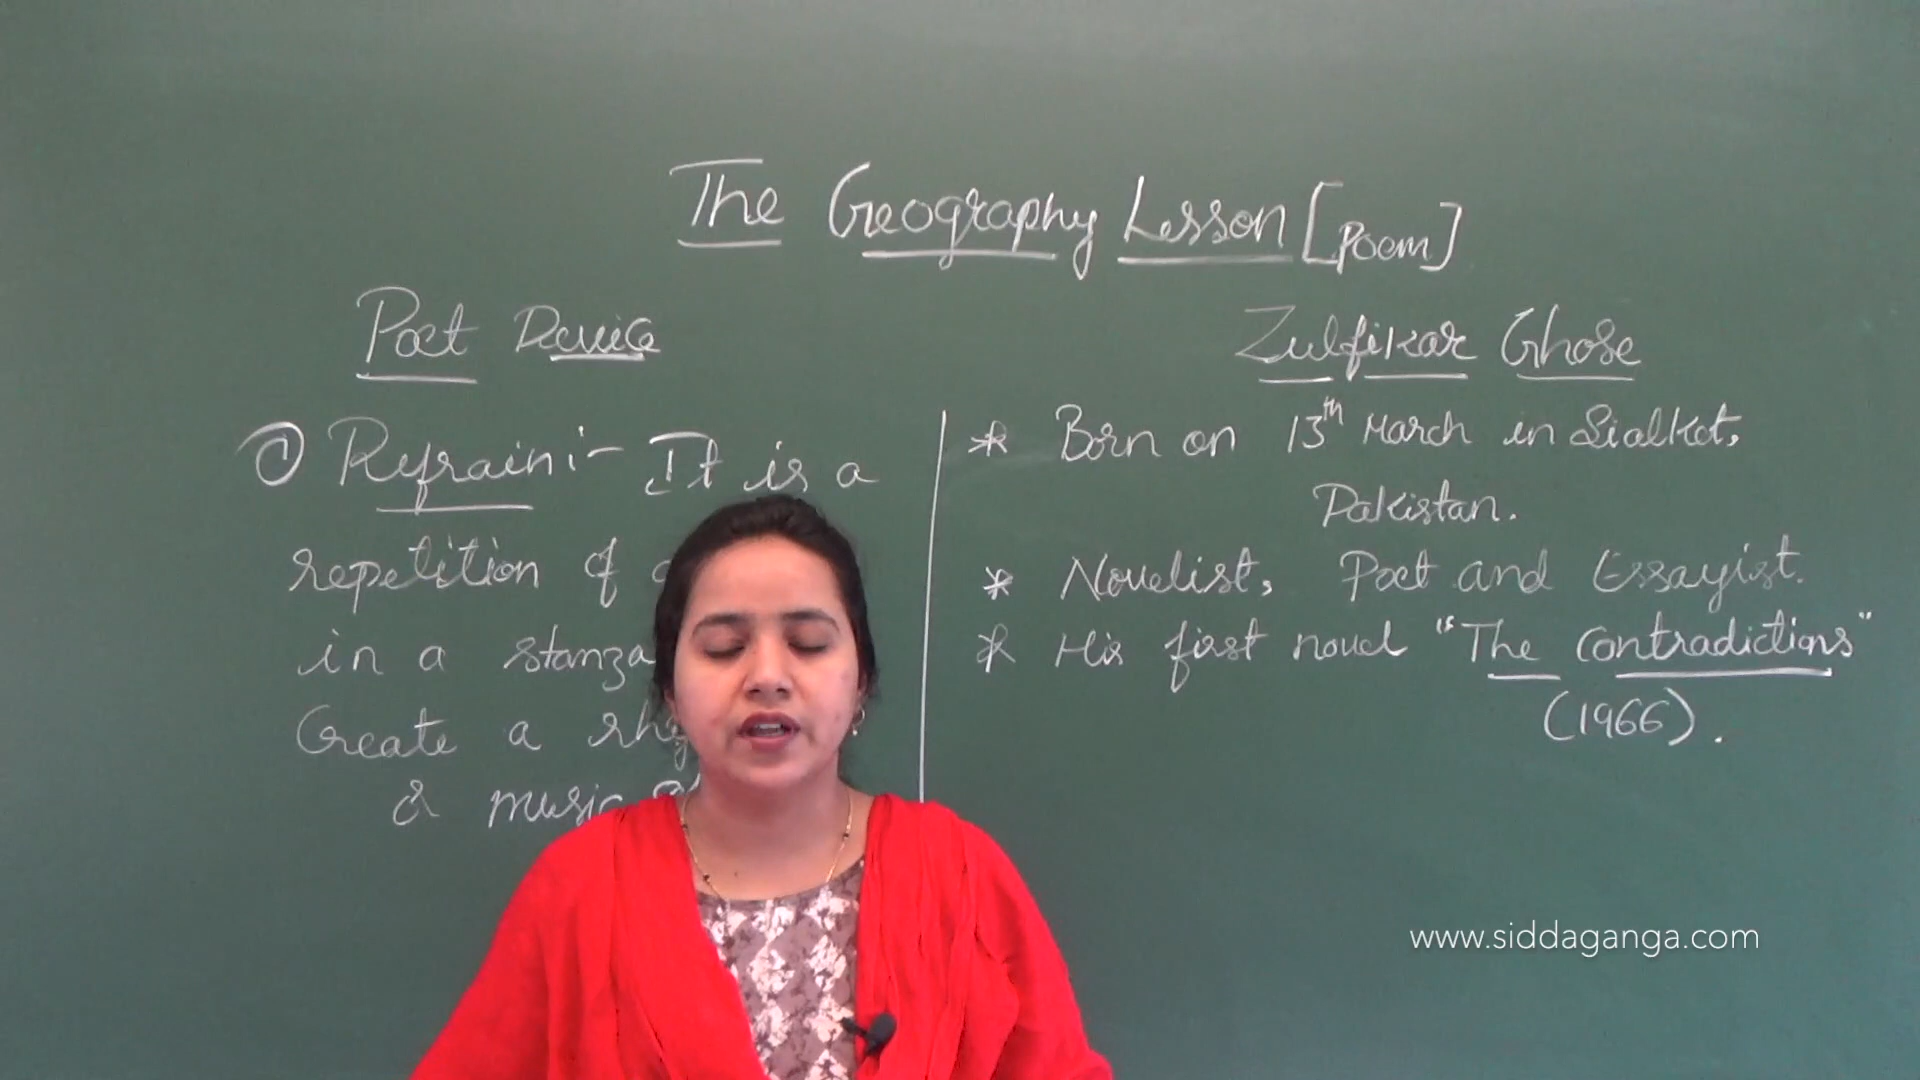 The Geography Lesson [Poem]
Poet Device
① Refrain:- It is a
repetition of
in a stanza
Create a
& music
Zulfikar Ghose
* Born on 13th March in Sialkot,
Pakistan.
* Novelist, Poet and Essayist.
* His first novel "The Contradictions"
(1966).
www.siddaganga.com